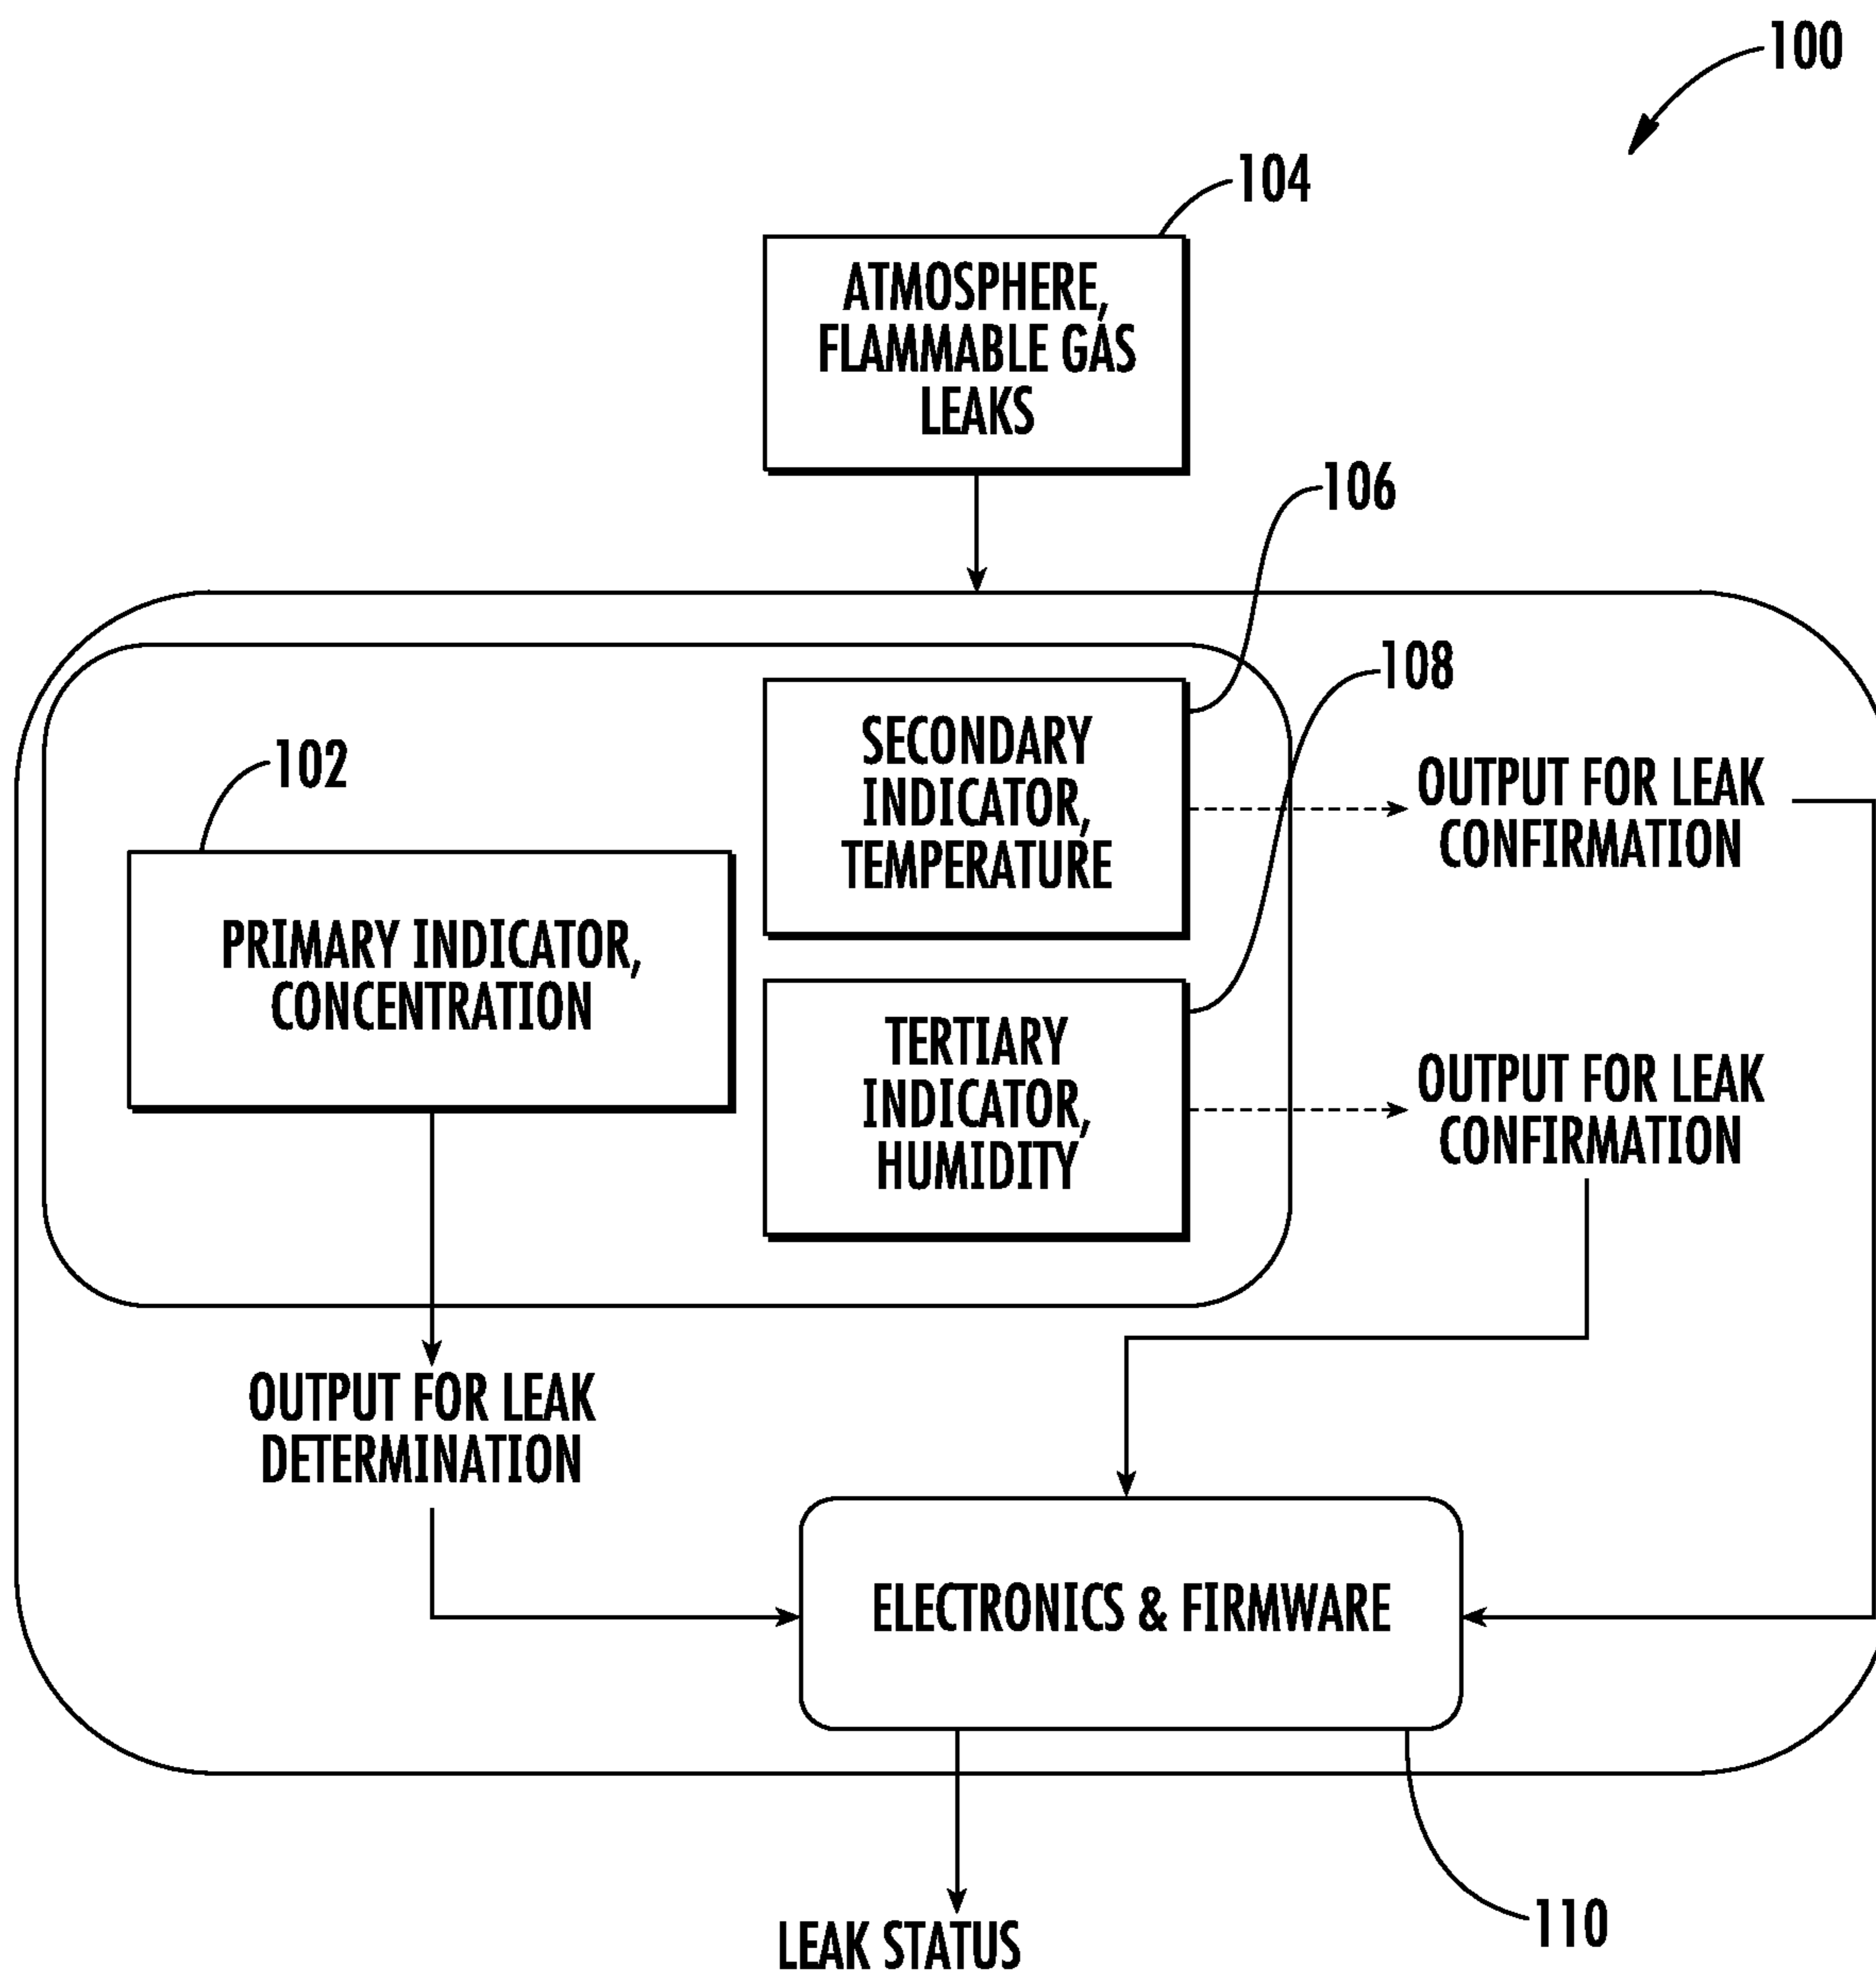 100
104
ATMOSPHERE,
FLAMMABLE GAS
LEAKS
106
108
102
SECONDARY
INDICATOR,
TEMPERATURE
OUTPUT FOR LEAK
CONFIRMATION
PRIMARY INDICATOR,
CONCENTRATION
TERTIARY
INDICATOR,
HUMIDITY
OUTPUT FOR LEAK
CONFIRMATION
OUTPUT FOR LEAK
DETERMINATION
ELECTRONICS & FIRMWARE
110
LEAK STATUS